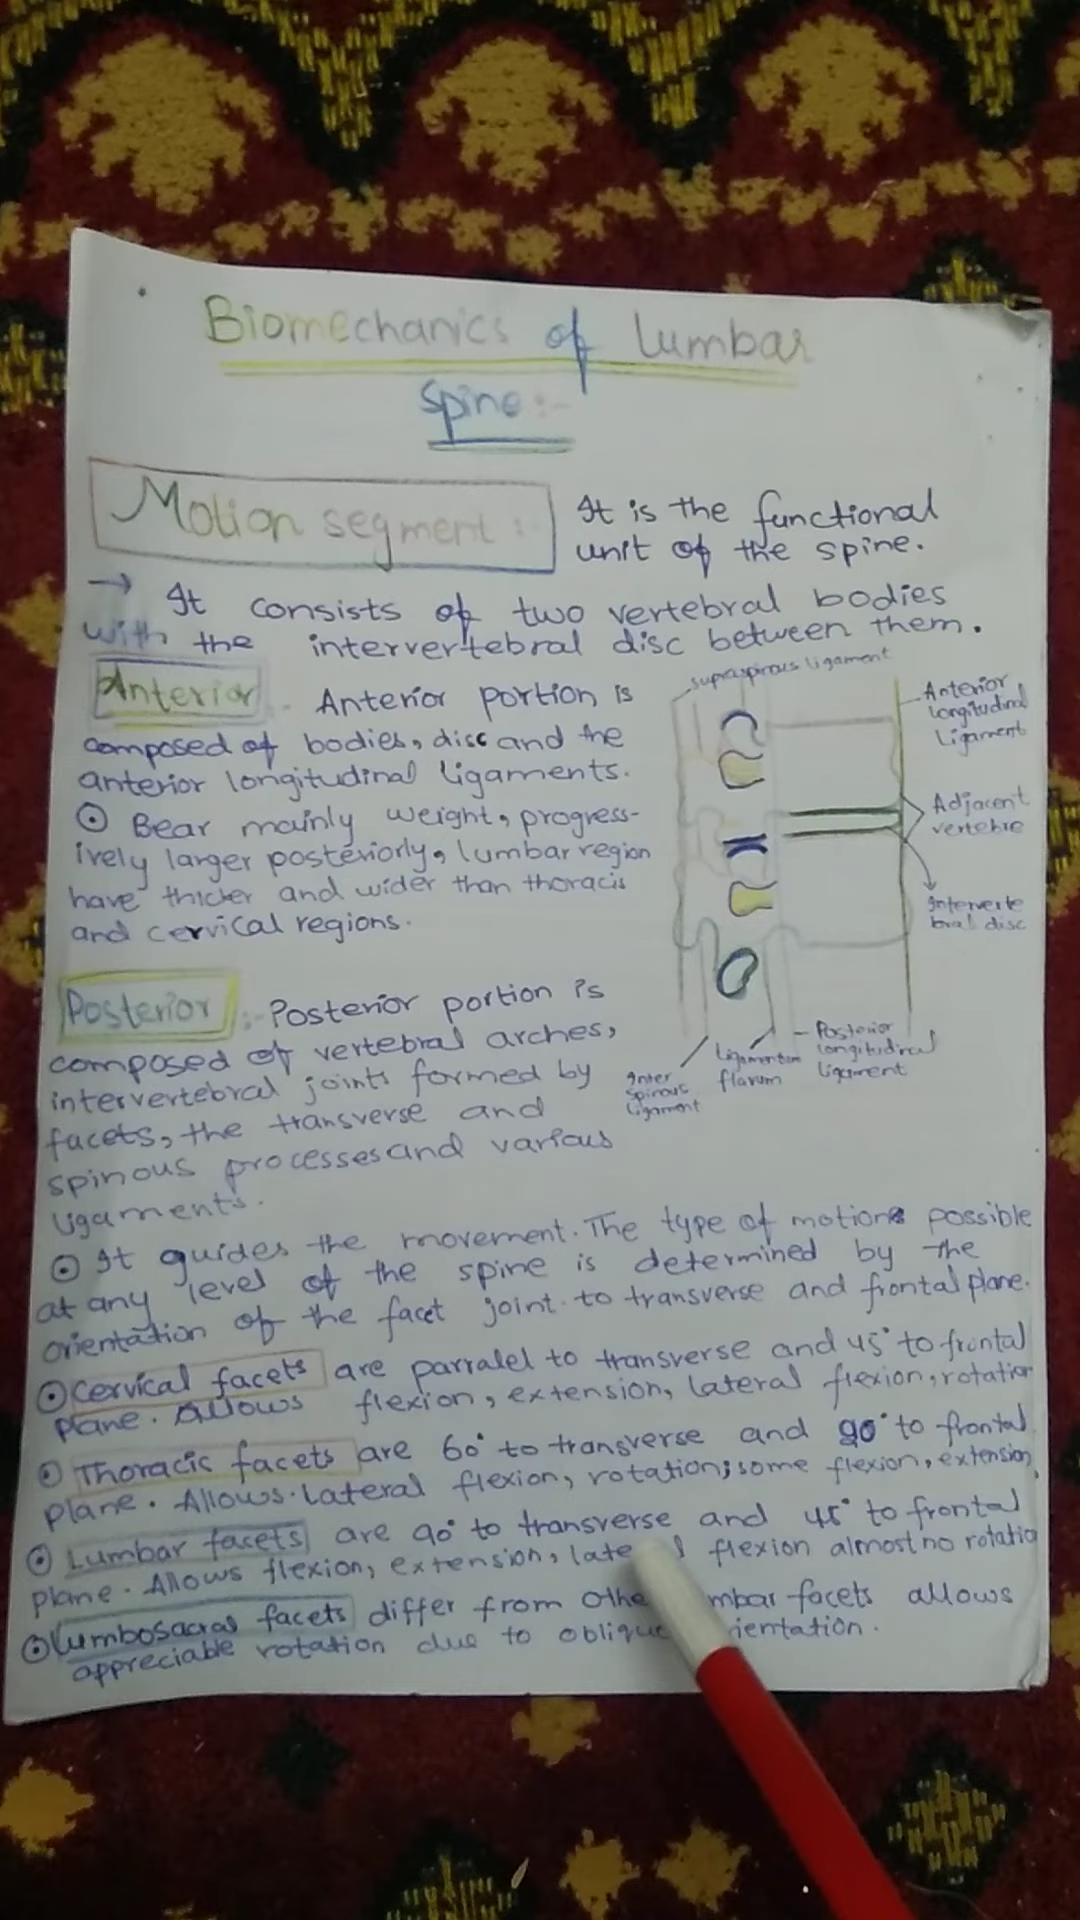 Biomechanics of lumbar
Spine:-
Motion segment:
It is the functional
unit of the spine.
→ It consists of two vertebral bodies
with the intervertebral disc between them.
Anterior :- Anterior portion is
composed of bodies, disc and the
anterior longitudinal ligaments.
⊙ Bear mainly weight, progress-
ively larger posteriorly, lumbar region
have thicker and wider than thoracis
and cervical regions.
supraspinous ligament
Anterior
longitudinal
Ligament
Adjacent
vertebre
Interverte
bral disc
Posterior
longitudinal
ligament
Ligamentum
flavum
Inter
Spinous
Ligament
Posterior :- Posterior portion is
composed of vertebral arches,
intervertebral joints formed by
facets, the transverse and
spinous processes and various
ligaments.
⊙ It guides the movement. The type of motions possible
at any level of the spine is determined by the
orientation of the facet joint to transverse and frontal plane.
⊙ Cervical facets are parralel to transverse and 45° to frontal
plane. Allows flexion, extension, lateral flexion, rotation
⊙ Thoracic facets are 60° to transverse and 90° to frontal
plane. Allows lateral flexion, rotation; some flexion, extension,
⊙ Lumbar facets are 90° to transverse and 45° to frontal
plane. Allows flexion, extension, flexion almost no rotatio
⊙ Lumbosacral facets differ from facets allows
appreciable rotation due to